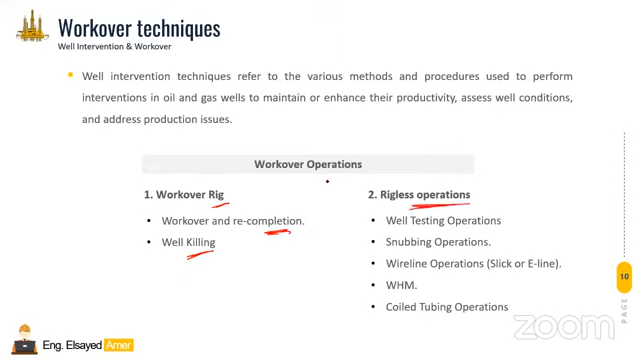 Workover techniques
Well Intervention & Workover
Well intervention techniques refer to the various methods and procedures used to perform
interventions in oil and gas wells to maintain or enhance their productivity, assess well conditions,
and address production issues.
Workover Operations
1. Workover Rig
Workover and re-completion.
Well Killing
2. Rigless operations
Well Testing Operations
Snubbing Operations.
Wireline Operations (Slick or E-line).
WHM.
Coiled Tubing Operations
10
PAGE
Eng. Elsayed Amer
zoom